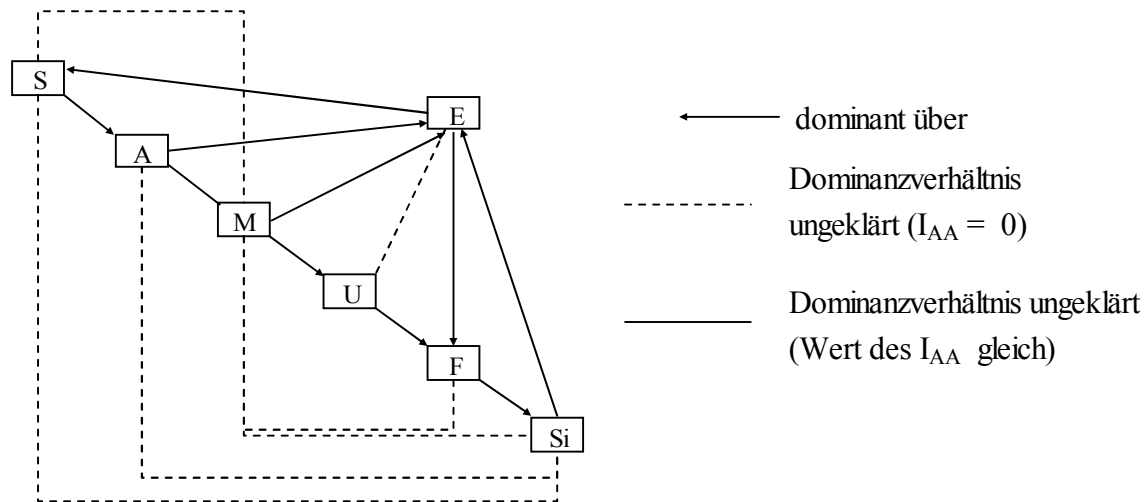 S
E
A
M
U
F
Si
dominant über
Dominanzverhältnis
ungeklärt (I_AA = 0)
Dominanzverhältnis ungeklärt
(Wert des I_AA gleich)